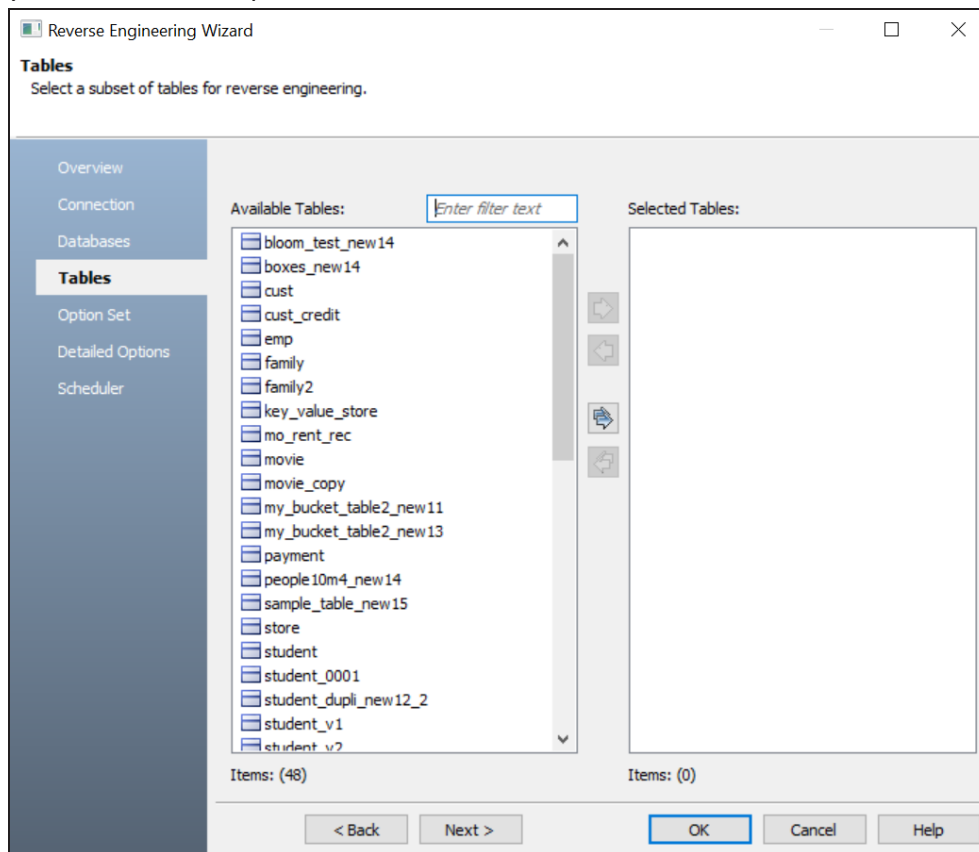 Reverse Engineering Wizard
Tables
Select a subset of tables for reverse engineering.
Overview
Connection
Databases
Tables
Option Set
Detailed Options
Scheduler
Available Tables:
Enter filter text
bloom_test_new14
boxes_new14
cust
cust_credit
emp
family
family2
key_value_store
mo_rent_rec
movie
movie_copy
my_bucket_table2_new11
my_bucket_table2_new13
payment
people10m4_new14
sample_table_new15
store
student
student_0001
student_dupli_new12_2
student_v1
student_v2
Items: (48)
Selected Tables:
Items: (0)
< Back
Next >
OK
Cancel
Help